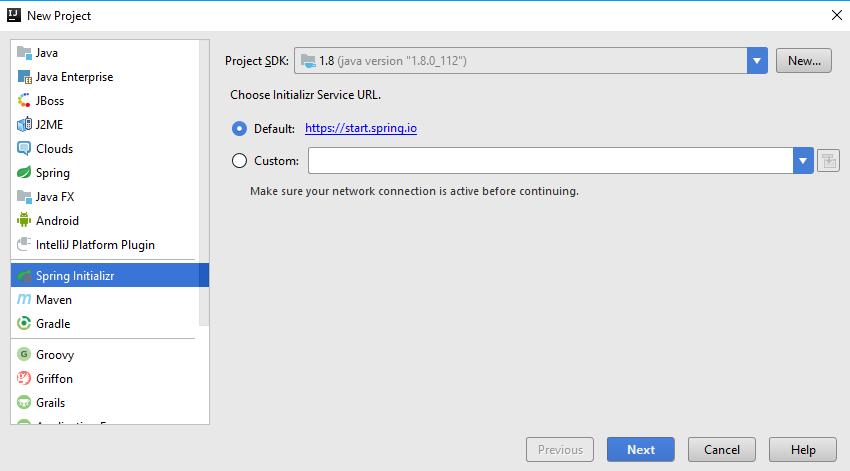 New Project
Java
Java Enterprise
JBoss
J2ME
Clouds
Spring
Java FX
Android
IntelliJ Platform Plugin
Spring Initializr
Maven
Gradle
Groovy
Griffon
Grails
Project SDK: 1.8 (java version "1.8.0_112") New...
Choose Initializr Service URL.
Default: https://start.spring.io
Custom:
Make sure your network connection is active before continuing.
Previous Next Cancel Help